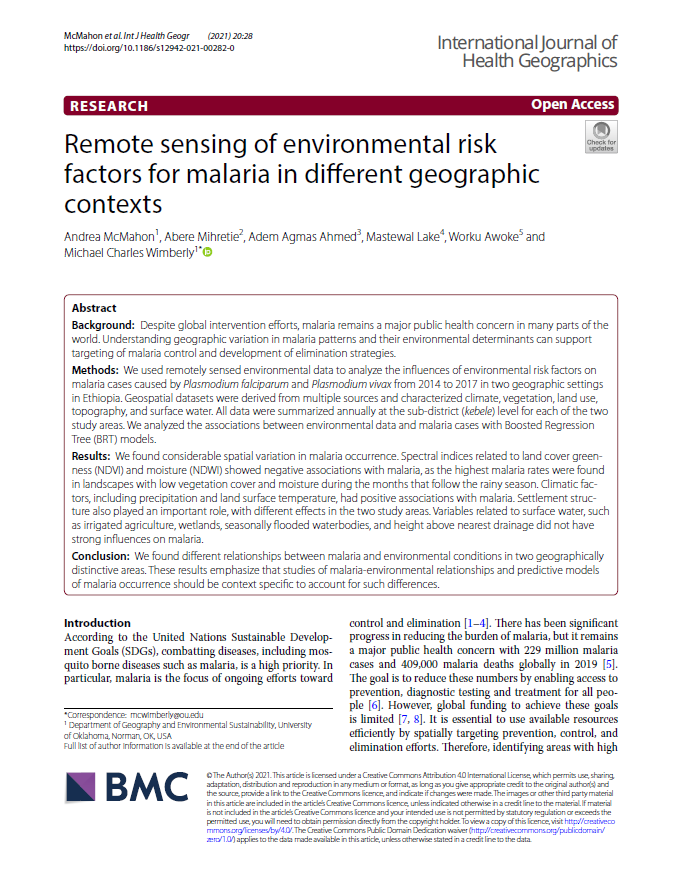 McMahon et al. Int J Health Geogr (2021) 20:28
https://doi.org/10.1186/s12942-021-00282-0
International Journal of
Health Geographics
RESEARCH
Open Access
Check for
updates
Remote sensing of environmental risk
factors for malaria in different geographic
contexts
Andrea McMahon1, Abere Mihretie2, Adem Agmas Ahmed3, Mastewal Lake4, Worku Awoke5 and
Michael Charles Wimberly1*
Abstract
Background: Despite global intervention efforts, malaria remains a major public health concern in many parts of the
world. Understanding geographic variation in malaria patterns and their environmental determinants can support
targeting of malaria control and development of elimination strategies.
Methods: We used remotely sensed environmental data to analyze the influences of environmental risk factors on
malaria cases caused by Plasmodium falciparum and Plasmodium vivax from 2014 to 2017 in two geographic settings
in Ethiopia. Geospatial datasets were derived from multiple sources and characterized climate, vegetation, land use,
topography, and surface water. All data were summarized annually at the sub-district (kebele) level for each of the two
study areas. We analyzed the associations between environmental data and malaria cases with Boosted Regression
Tree (BRT) models.
Results: We found considerable spatial variation in malaria occurrence. Spectral indices related to land cover green-
ness (NDVI) and moisture (NDWI) showed negative associations with malaria, as the highest malaria rates were found
in landscapes with low vegetation cover and moisture during the months that follow the rainy season. Climatic fac-
tors, including precipitation and land surface temperature, had positive associations with malaria. Settlement struc-
ture also played an important role, with different effects in the two study areas. Variables related to surface water, such
as irrigated agriculture, wetlands, seasonally flooded waterbodies, and height above nearest drainage did not have
strong influences on malaria.
Conclusion: We found different relationships between malaria and environmental conditions in two geographically
distinctive areas. These results emphasize that studies of malaria-environmental relationships and predictive models
of malaria occurrence should be context specific to account for such differences.
Introduction
According to the United Nations Sustainable Develop-
ment Goals (SDGs), combatting diseases, including mos-
quito borne diseases such as malaria, is a high priority. In
particular, malaria is the focus of ongoing efforts toward
control and elimination [1–4]. There has been significant
progress in reducing the burden of malaria, but it remains
a major public health concern with 229 million malaria
cases and 409,000 malaria deaths globally in 2019 [5].
The goal is to reduce these numbers by enabling access to
prevention, diagnostic testing and treatment for all peo-
ple [6]. However, global funding to achieve these goals
is limited [7, 8]. It is essential to use available resources
efficiently by spatially targeting prevention, control, and
elimination efforts. Therefore, identifying areas with high
*Correspondence: mcwimberly@ou.edu
1 Department of Geography and Environmental Sustainability, University
of Oklahoma, Norman, OK, USA
Full list of author information is available at the end of the article
BMC
© The Author(s) 2021. This article is licensed under a Creative Commons Attribution 4.0 International License, which permits use, sharing,
adaptation, distribution and reproduction in any medium or format, as long as you give appropriate credit to the original author(s) and
the source, provide a link to the Creative Commons licence, and indicate if changes were made. The images or other third party material
in this article are included in the article's Creative Commons licence, unless indicated otherwise in a credit line to the material. If material
is not included in the article's Creative Commons licence and your intended use is not permitted by statutory regulation or exceeds the
permitted use, you will need to obtain permission directly from the copyright holder. To view a copy of this licence, visit http://creativeco
mmons.org/licenses/by/4.0/. The Creative Commons Public Domain Dedication waiver (http://creativecommons.org/publicdomain/
zero/1.0/) applies to the data made available in this article, unless otherwise stated in a credit line to the data.